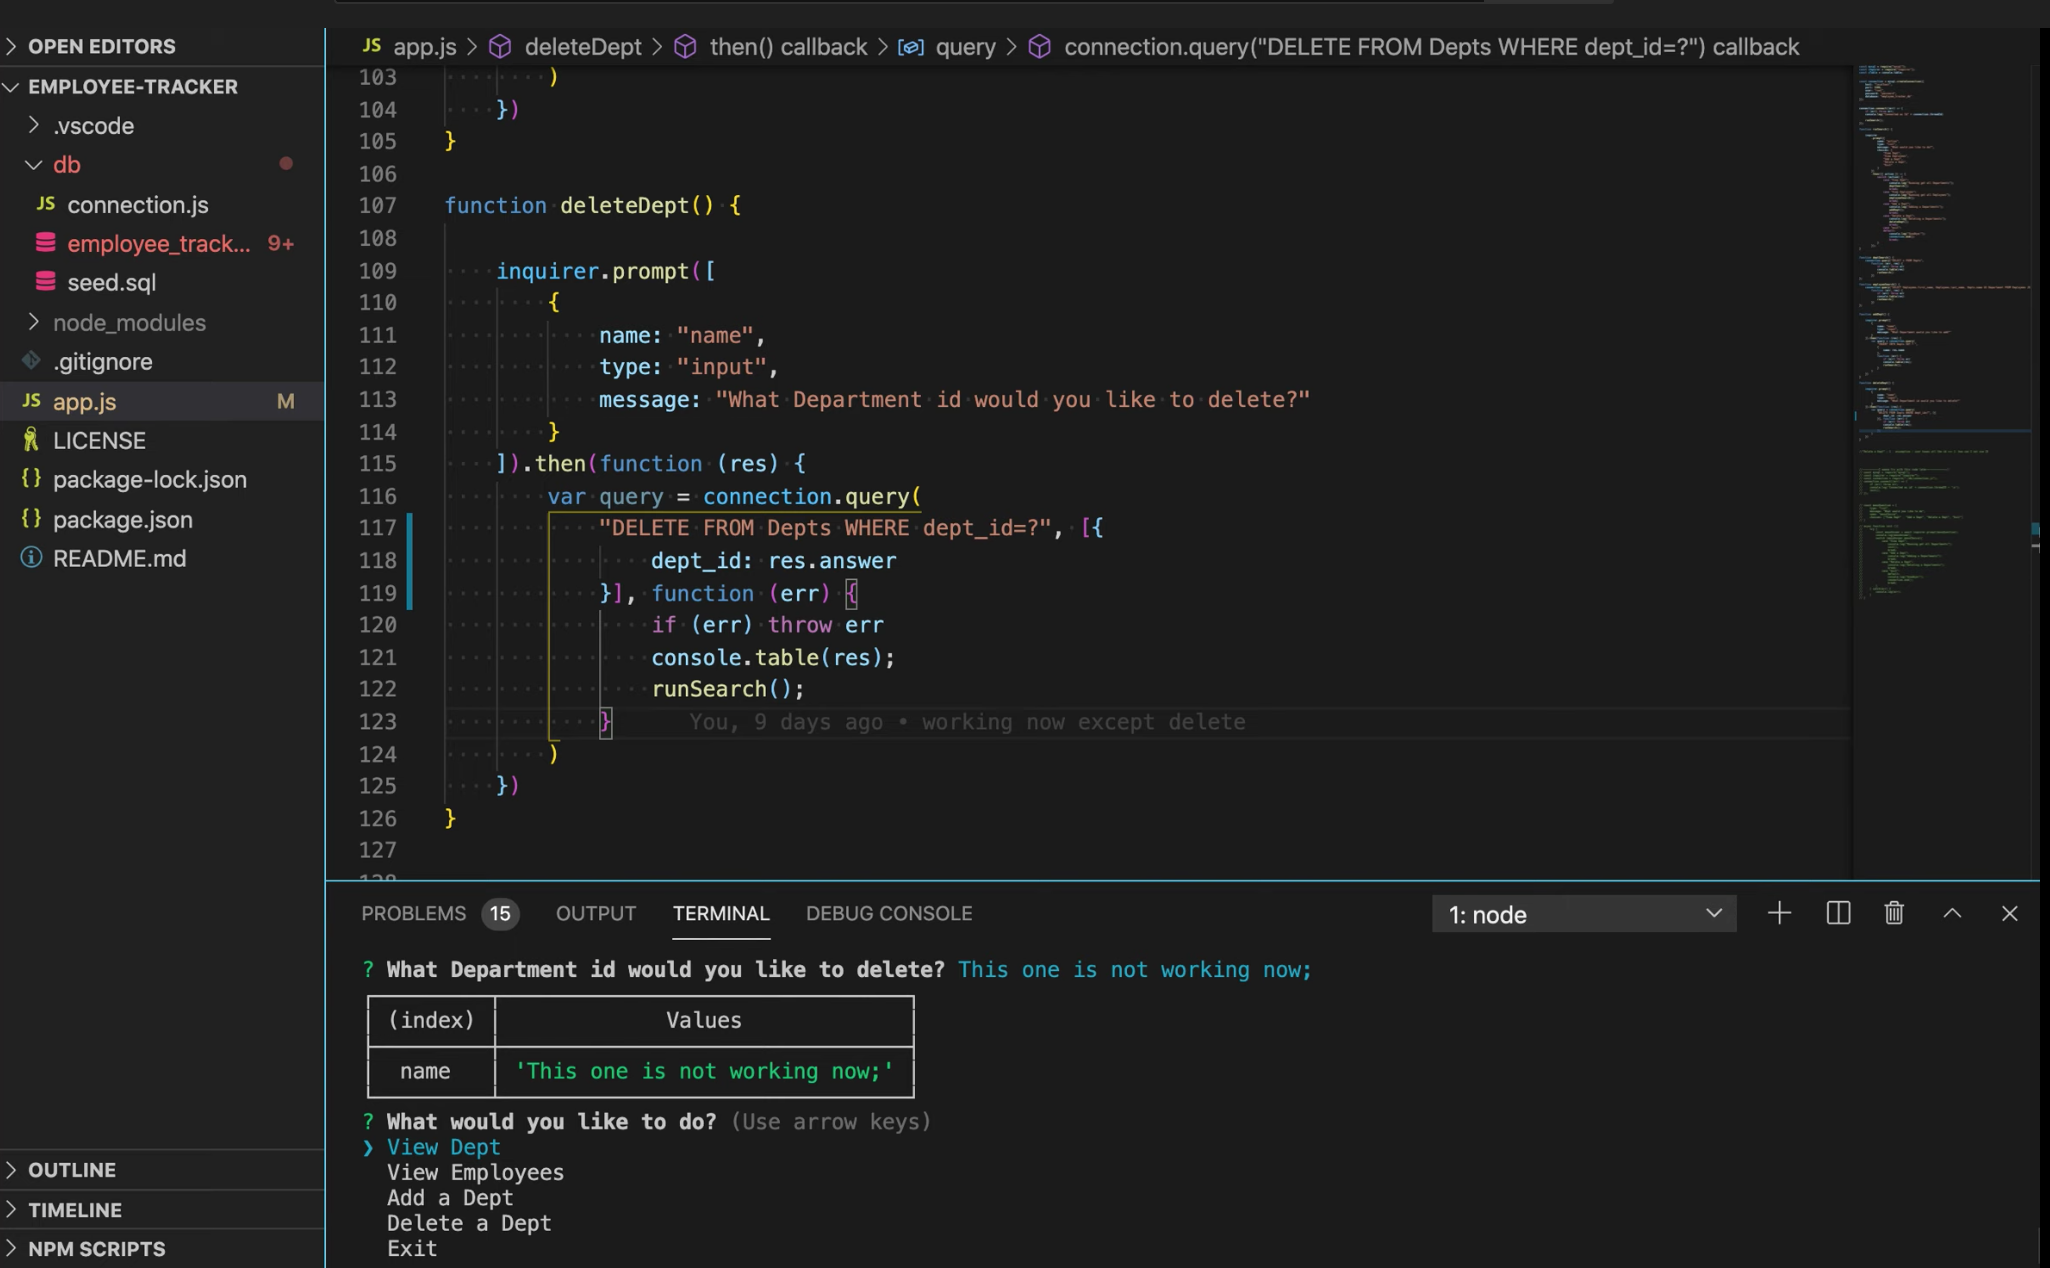 OPEN EDITORS
EMPLOYEE-TRACKER
.vscode
db
JS connection.js
employee_track... 9+
seed.sql
node_modules
.gitignore
JS app.js M
LICENSE
{} package-lock.json
{} package.json
README.md
OUTLINE
TIMELINE
NPM SCRIPTS
JS app.js > deleteDept > then() callback > query > connection.query("DELETE FROM Depts WHERE dept_id=?") callback
103 )
104 })
105 }
106
107 function deleteDept() {
108
109 inquirer.prompt([
110 {
111 name: "name",
112 type: "input",
113 message: "What Department id would you like to delete?"
114 }
115 ]).then(function (res) {
116 var query = connection.query(
117 "DELETE FROM Depts WHERE dept_id=?", [{
118 dept_id: res.answer
119 }], function (err) {
120 if (err) throw err
121 console.table(res);
122 runSearch();
123 } You, 9 days ago • working now except delete
124 )
125 })
126 }
127
PROBLEMS 15 OUTPUT TERMINAL DEBUG CONSOLE 1: node
? What Department id would you like to delete? This one is not working now;
(index) Values
name 'This one is not working now;'
? What would you like to do? (Use arrow keys)
❯ View Dept
View Employees
Add a Dept
Delete a Dept
Exit